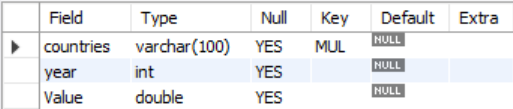 Field Type Null Key Default Extra
countries varchar(100) YES MUL NULL
year int YES NULL
Value double YES NULL